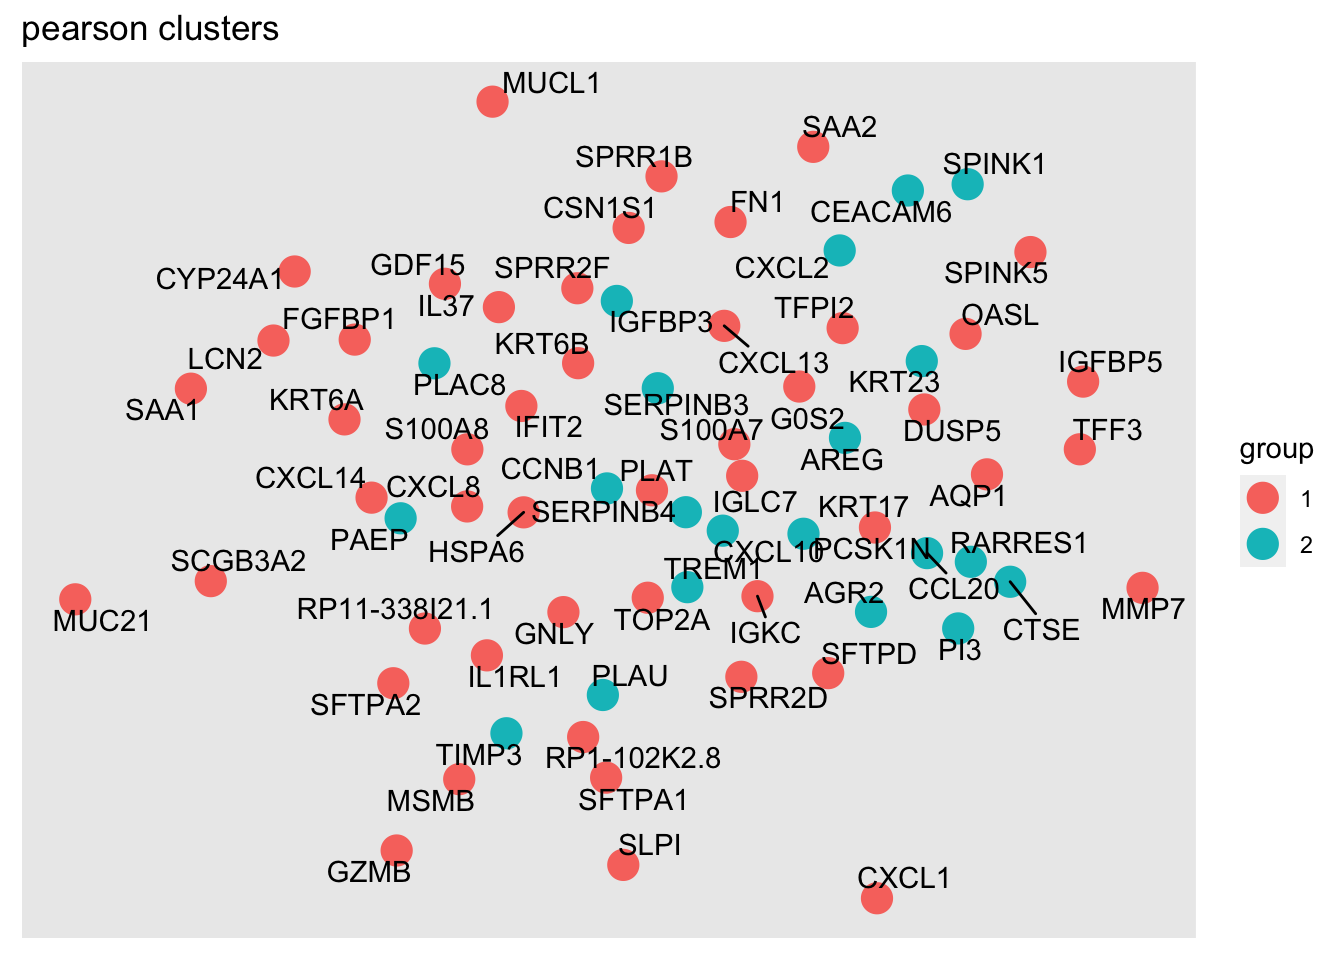 pearson clusters
MUCL1
SAA2
SPRR1B
SPINK1
FN1
CSN1S1
CEACAM6
GDF15
SPRR2F
CXCL2
SPINK5
CYP24A1
IL37
FGFBP1
IGFBP3
TFPI2
OASL
KRT6B
LCN2
CXCL13
IGFBP5
PLAC8
KRT23
SAA1
KRT6A
SERPINB3
G0S2
S100A8
IFIT2
S100A7
DUSP5
TFF3
AREG
CXCL14
CCNB1
PLAT
CXCL8
AQP1
IGLC7
KRT17
SERPINB4
PAEP
HSPA6
CXCL10
PCSK1N
RARRES1
SCGB3A2
TREM1
CCL20
AGR2
MUC21
RP11-338I21.1
MMP7
GNLY
TOP2A
IGKC
CTSE
PI3
SFTPD
IL1RL1
PLAU
SPRR2D
SFTPA2
TIMP3
RP1-102K2.8
MSMB
SFTPA1
SLPI
GZMB
CXCL1
group
1
2